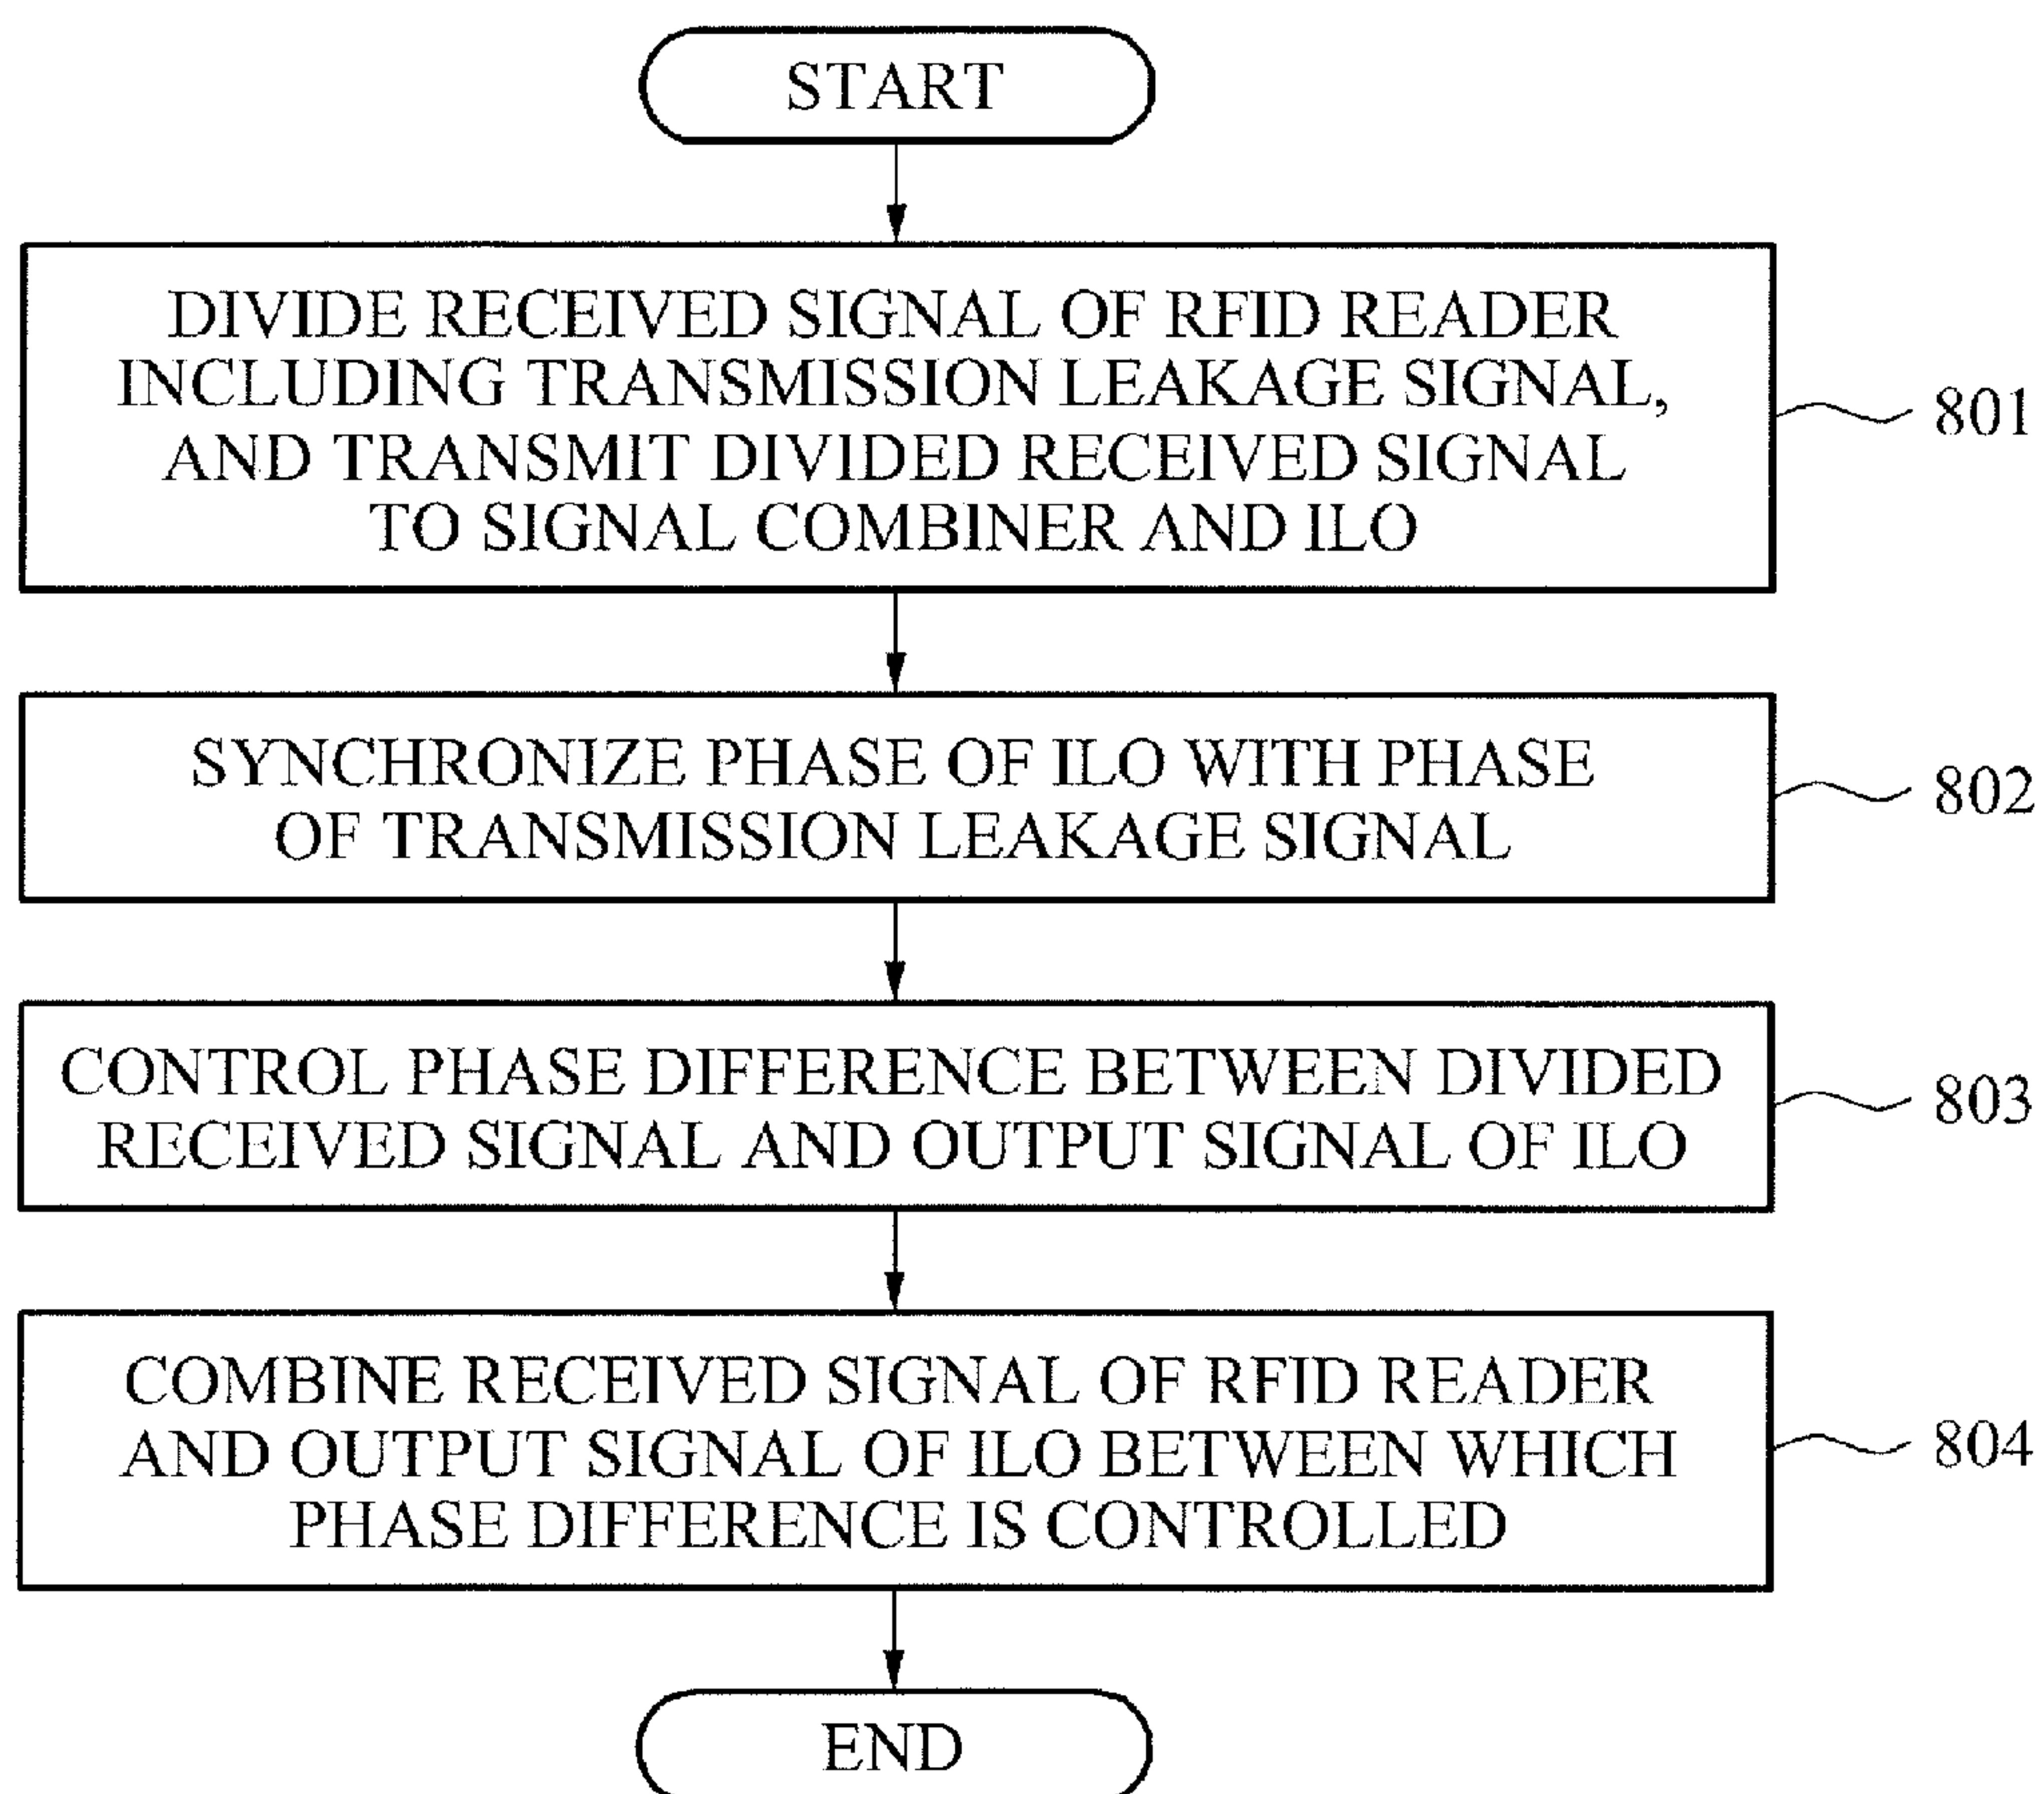 START
DIVIDE RECEIVED SIGNAL OF RFID READER
INCLUDING TRANSMISSION LEAKAGE SIGNAL,
AND TRANSMIT DIVIDED RECEIVED SIGNAL
TO SIGNAL COMBINER AND ILO
801
SYNCHRONIZE PHASE OF ILO WITH PHASE
OF TRANSMISSION LEAKAGE SIGNAL
802
CONTROL PHASE DIFFERENCE BETWEEN DIVIDED
RECEIVED SIGNAL AND OUTPUT SIGNAL OF ILO
803
COMBINE RECEIVED SIGNAL OF RFID READER
AND OUTPUT SIGNAL OF ILO BETWEEN WHICH
PHASE DIFFERENCE IS CONTROLLED
804
END